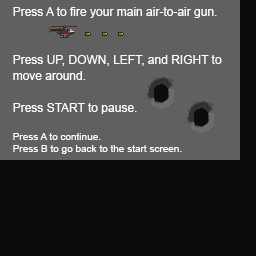 Press A to fire your main air-to-air gun.
Press UP, DOWN, LEFT, and RIGHT to
move around.
Press START to pause.
Press A to continue.
Press B to go back to the start screen.